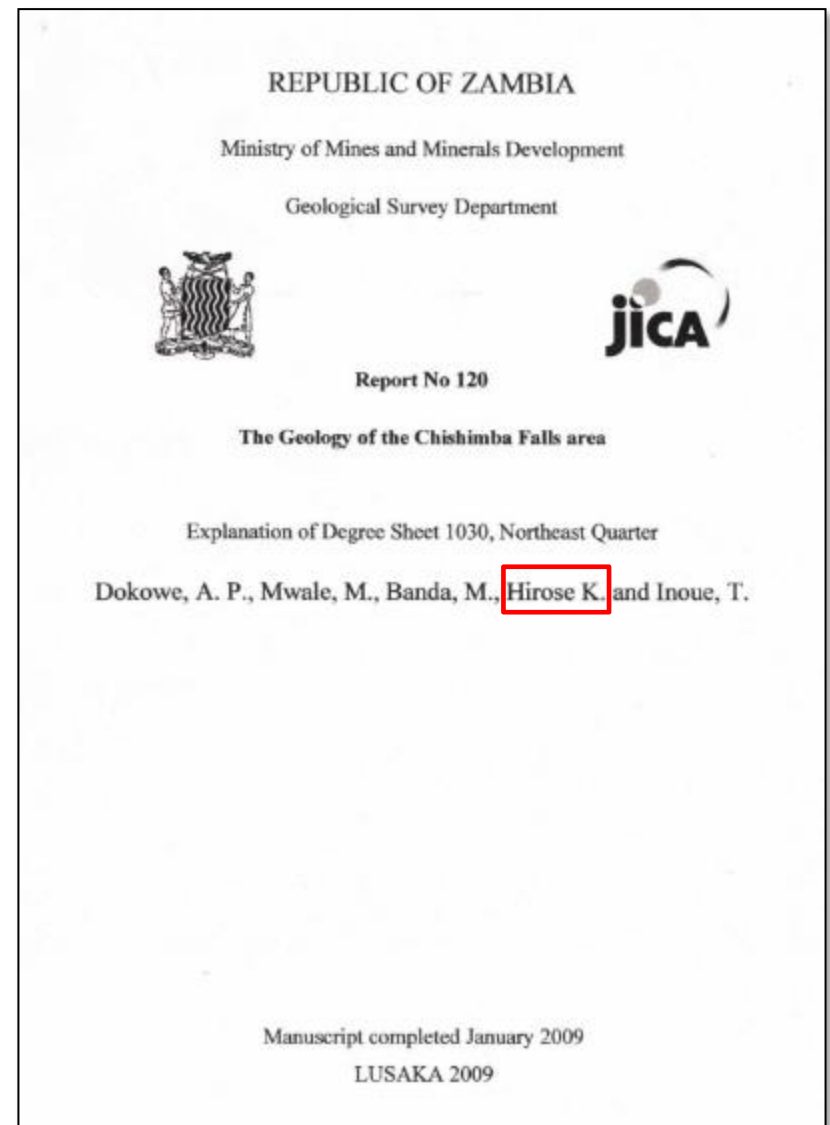 REPUBLIC OF ZAMBIA
Ministry of Mines and Minerals Development
Geological Survey Department
jica
Report No 120
The Geology of the Chishimba Falls area
Explanation of Degree Sheet 1030, Northeast Quarter
Dokowe, A. P., Mwale, M., Banda, M., Hirose K. and Inoue, T.
Manuscript completed January 2009
LUSAKA 2009